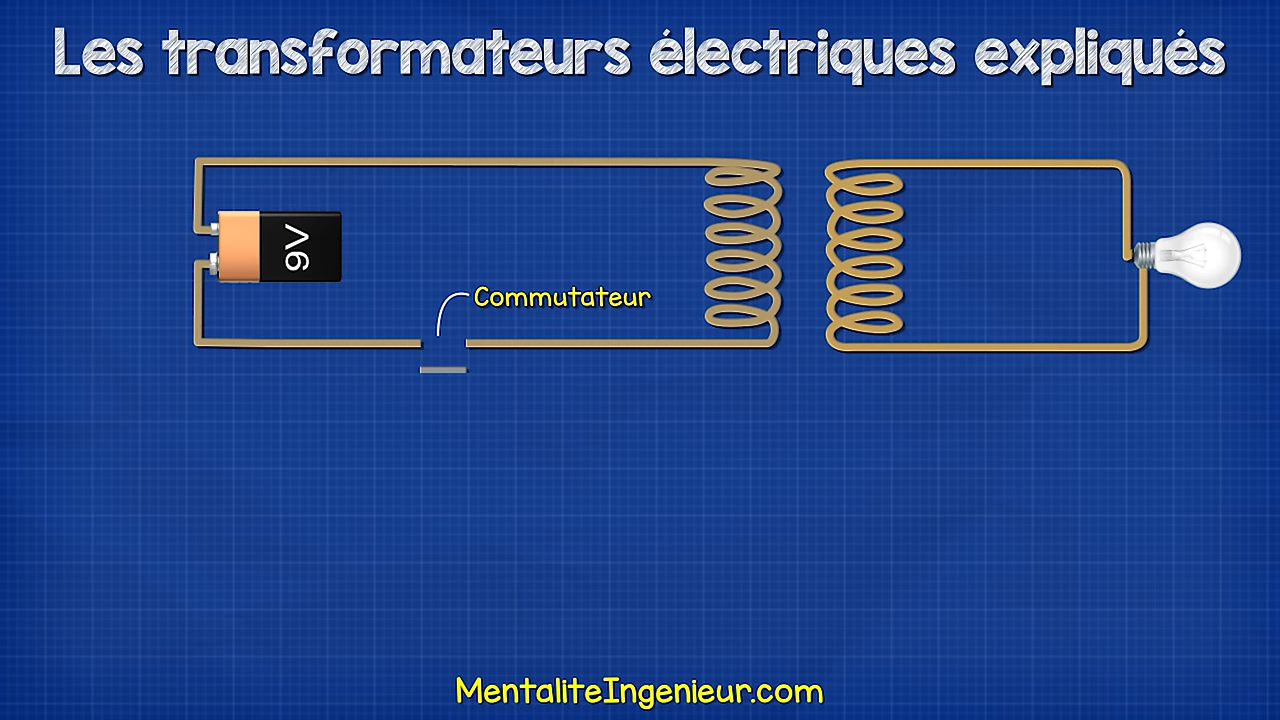 Les transformateurs électriques expliqués
9V
Commutateur
MentaliteIngenieur.com